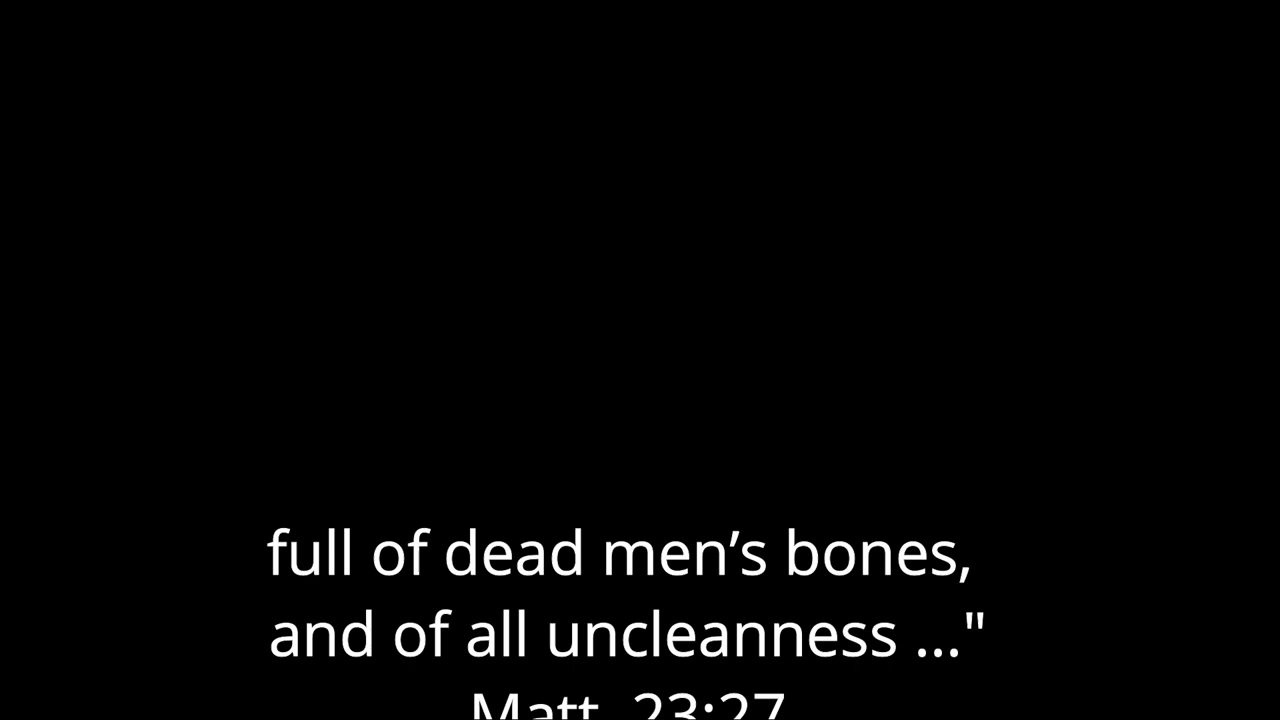 full of dead men’s bones,
and of all uncleanness ..."
Matt. 23:27